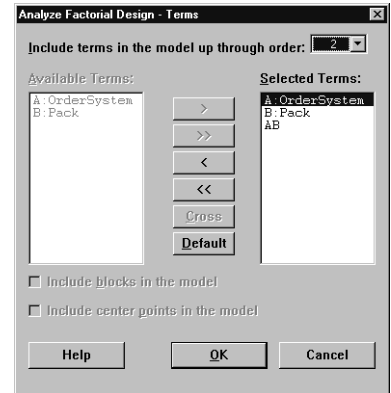 Analyze Factorial Design - Terms
Include terms in the model up through order: 2
Available Terms:
A:OrderSystem
B:Pack
>
>>
<
<<
Cross
Default
Selected Terms:
A:OrderSystem
B:Pack
AB
Include blocks in the model
Include center points in the model
Help
OK
Cancel